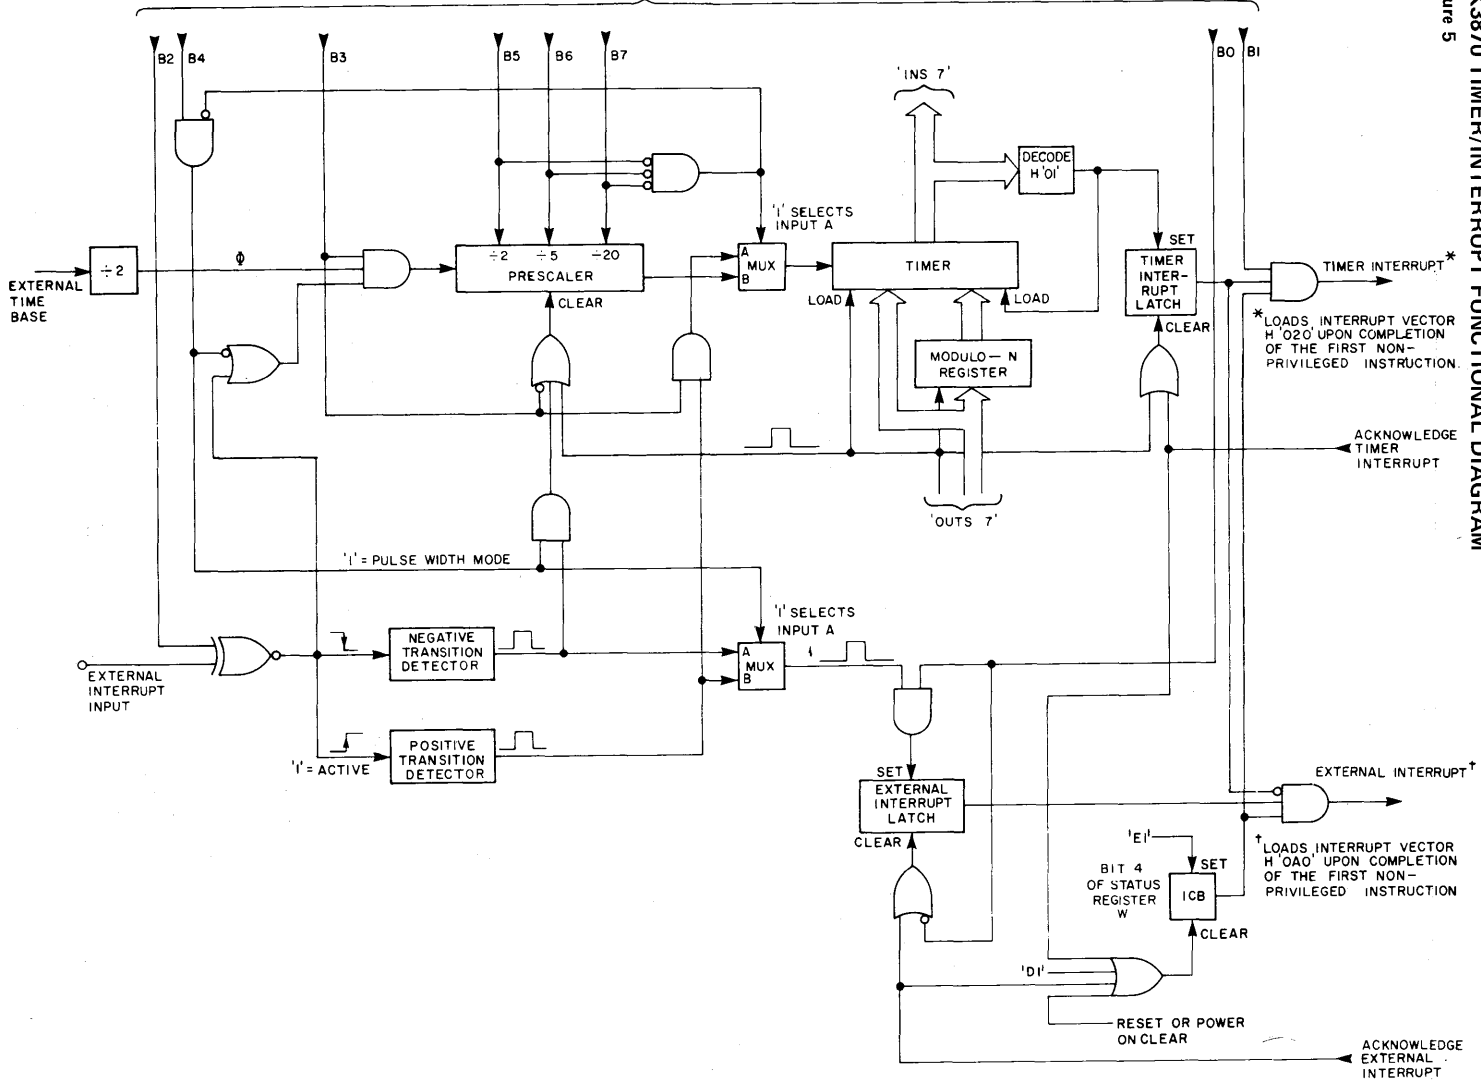 K3870 TIMER/INTERRUPT FUNCTIONAL DIAGRAM
ure 5
B2
B4
B3
B5
B6
B7
B0
B1
'INS 7'
DECODE
H '01'
'1' SELECTS
INPUT A
÷2
Φ
EXTERNAL
TIME
BASE
÷2 ÷5 ÷20
PRESCALER
CLEAR
A
MUX
B
TIMER
LOAD
LOAD
SET
TIMER
INTER-
RUPT
LATCH
CLEAR
TIMER INTERRUPT*
*LOADS INTERRUPT VECTOR
H '020' UPON COMPLETION
OF THE FIRST NON-
PRIVILEGED INSTRUCTION.
MODULO-N
REGISTER
ACKNOWLEDGE
TIMER
INTERRUPT
'OUTS 7'
'1' = PULSE WIDTH MODE
'1' SELECTS
INPUT A
NEGATIVE
TRANSITION
DETECTOR
A
MUX
B
EXTERNAL
INTERRUPT
INPUT
'1' = ACTIVE
POSITIVE
TRANSITION
DETECTOR
SET
EXTERNAL
INTERRUPT
LATCH
CLEAR
EXTERNAL INTERRUPT†
†LOADS INTERRUPT VECTOR
H '0A0' UPON COMPLETION
OF THE FIRST NON-
PRIVILEGED INSTRUCTION
'EI'
SET
BIT 4
OF STATUS
REGISTER
W
ICB
CLEAR
'DI'
RESET OR POWER
ON CLEAR
ACKNOWLEDGE
EXTERNAL
INTERRUPT